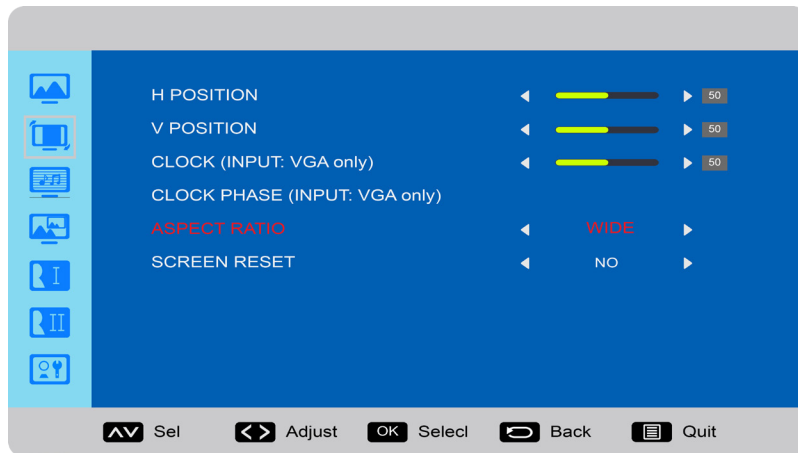 H POSITION 50
V POSITION 50
CLOCK (INPUT: VGA only) 50
CLOCK PHASE (INPUT: VGA only)
ASPECT RATIO WIDE
SCREEN RESET NO
I
II
Sel Adjust OK Selecl Back Quit